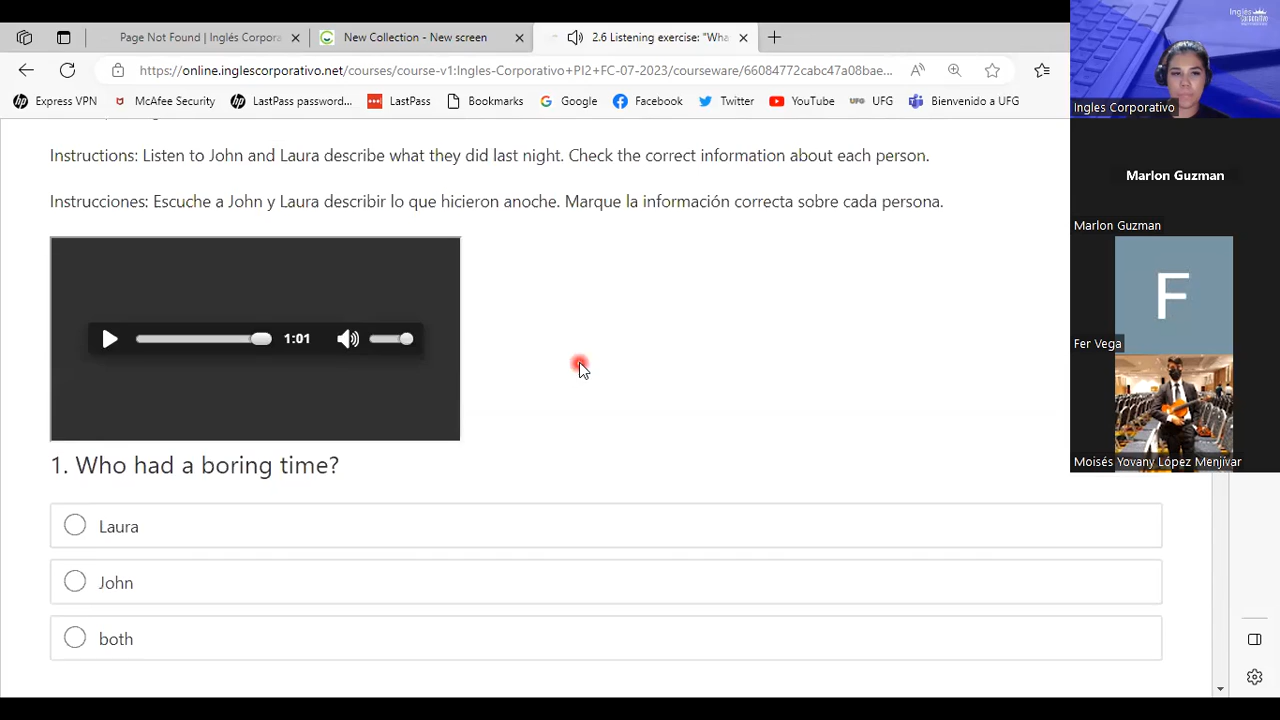 Page Not Found | Inglés Corpora
New Collection - New screen
2.6 Listening exercise: "Wha
https://online.inglescorporativo.net/courses/course-v1:Ingles-Corporativo+PI2+FC-07-2023/courseware/66084772cabc47a08bae...
Express VPN
McAfee Security
LastPass password...
LastPass
Bookmarks
Google
Facebook
Twitter
YouTube
UFG
Bienvenido a UFG
Instructions: Listen to John and Laura describe what they did last night. Check the correct information about each person.
Instrucciones: Escuche a John y Laura describir lo que hicieron anoche. Marque la información correcta sobre cada persona.
1:01
1. Who had a boring time?
Laura
John
both
Inglés
Corporativo
Ingles Corporativo
Marlon Guzman
Marlon Guzman
F
Fer Vega
Moisés Yovany López Menjívar